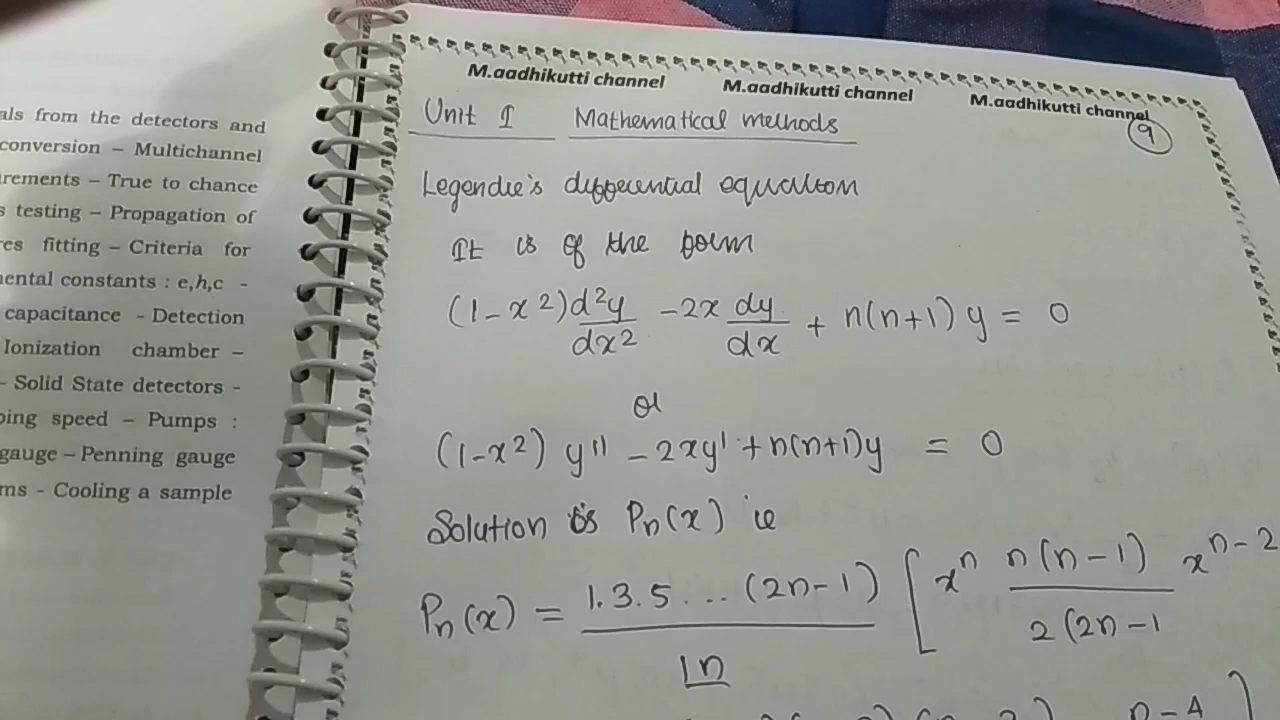 als from the detectors and
conversion – Multichannel
rements – True to chance
s testing – Propagation of
res fitting – Criteria for
ental constants : e,h,c -
capacitance - Detection
Ionization chamber –
- Solid State detectors -
ping speed – Pumps :
gauge – Penning gauge
ms - Cooling a sample
M.aadhikutti channel M.aadhikutti channel M.aadhikutti channel
9
Unit I Mathematical methods
Legendre's differential equation
It is of the form
(1-x²) d²y/dx² - 2x dy/dx + n(n+1) y = 0
or
(1-x²) y'' - 2xy' + n(n+1)y = 0
Solution is Pn(x) ie
Pn(x) = 1.3.5... (2n-1) / |n [ x^n n(n-1) / 2(2n-1 x^n-2
n-4 ]